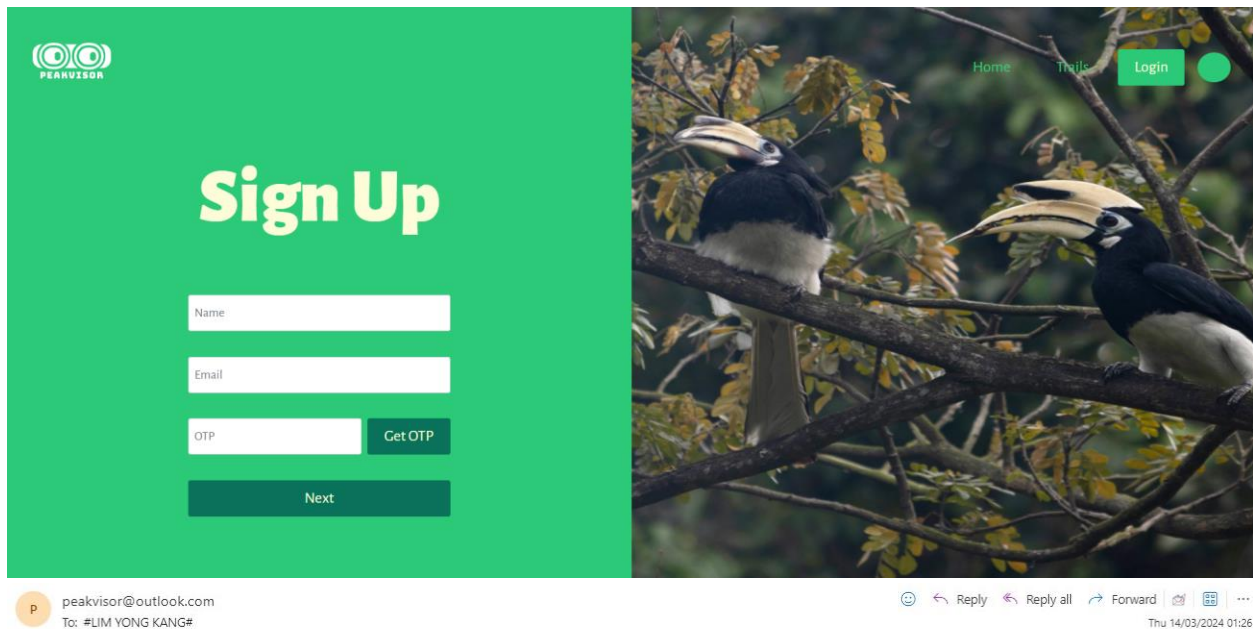 PEAKVISOR
Home Trails Login
Sign Up
Name
Email
OTP Get OTP
Next
P peakvisor@outlook.com Reply Reply all Forward ...
To: #LIM YONG KANG# Thu 14/03/2024 01:26